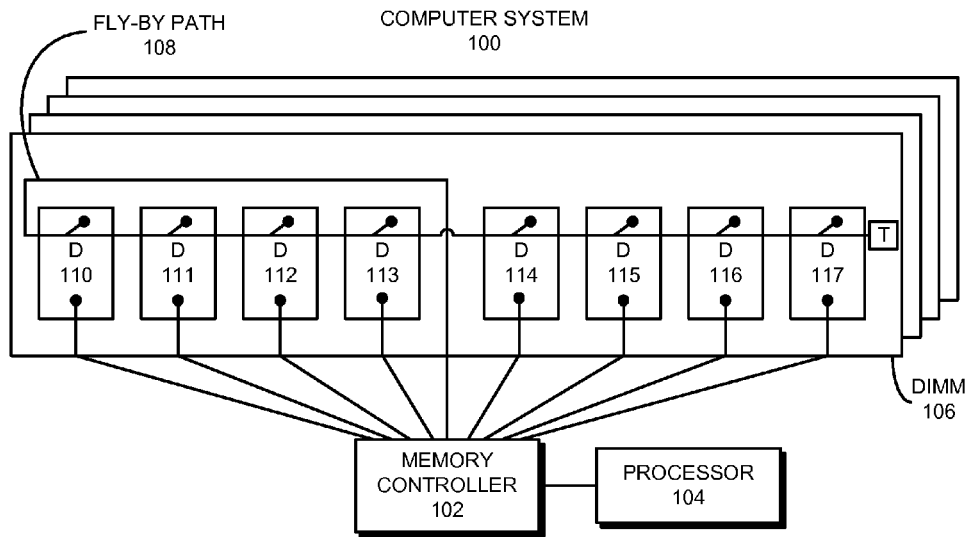 FLY-BY PATH
108
COMPUTER SYSTEM
100
D
110
D
111
D
112
D
113
D
114
D
115
D
116
D
117
T
DIMM
106
MEMORY
CONTROLLER
102
PROCESSOR
104